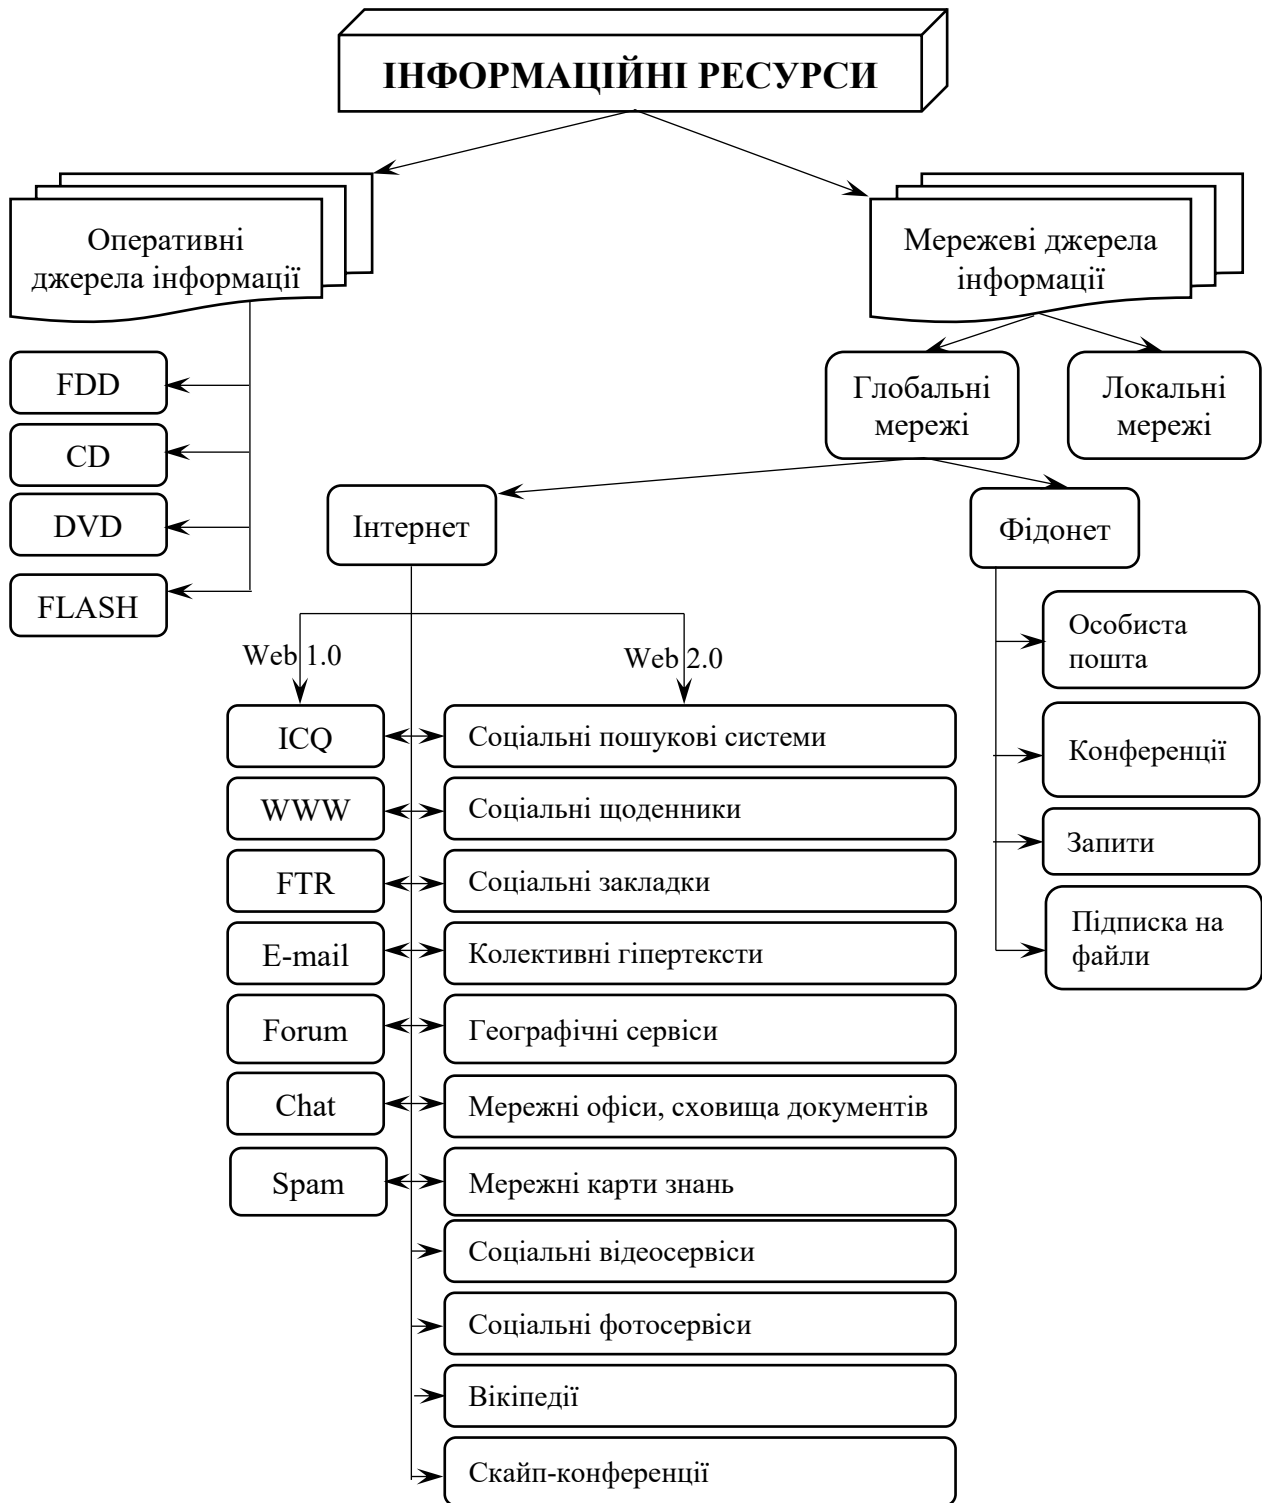 ІНФОРМАЦІЙНІ РЕСУРСИ
Оперативні
джерела інформації
Мережеві джерела
інформації
FDD
CD
DVD
FLASH
Глобальні
мережі
Локальні
мережі
Інтернет
Фідонет
Особиста
пошта
Конференції
Запити
Підписка на
файли
Web 1.0
Web 2.0
ICQ
Соціальні пошукові системи
WWW
Соціальні щоденники
FTR
Соціальні закладки
E-mail
Колективні гіпертексти
Forum
Географічні сервіси
Chat
Мережні офіси, сховища документів
Spam
Мережні карти знань
Соціальні відеосервіси
Соціальні фотосервіси
Вікіпедії
Скайп-конференції